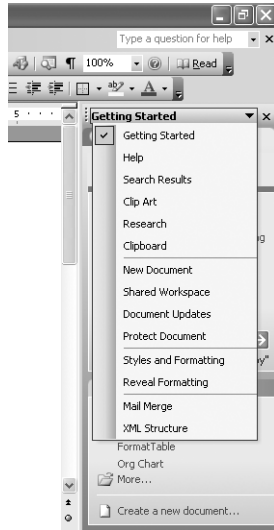 Type a question for help
100%
Read
5
Getting Started
Getting Started
Help
Search Results
Clip Art
Research
Clipboard
New Document
Shared Workspace
Document Updates
Protect Document
Styles and Formatting
Reveal Formatting
Mail Merge
XML Structure
FormatTable
Org Chart
More...
Create a new document...